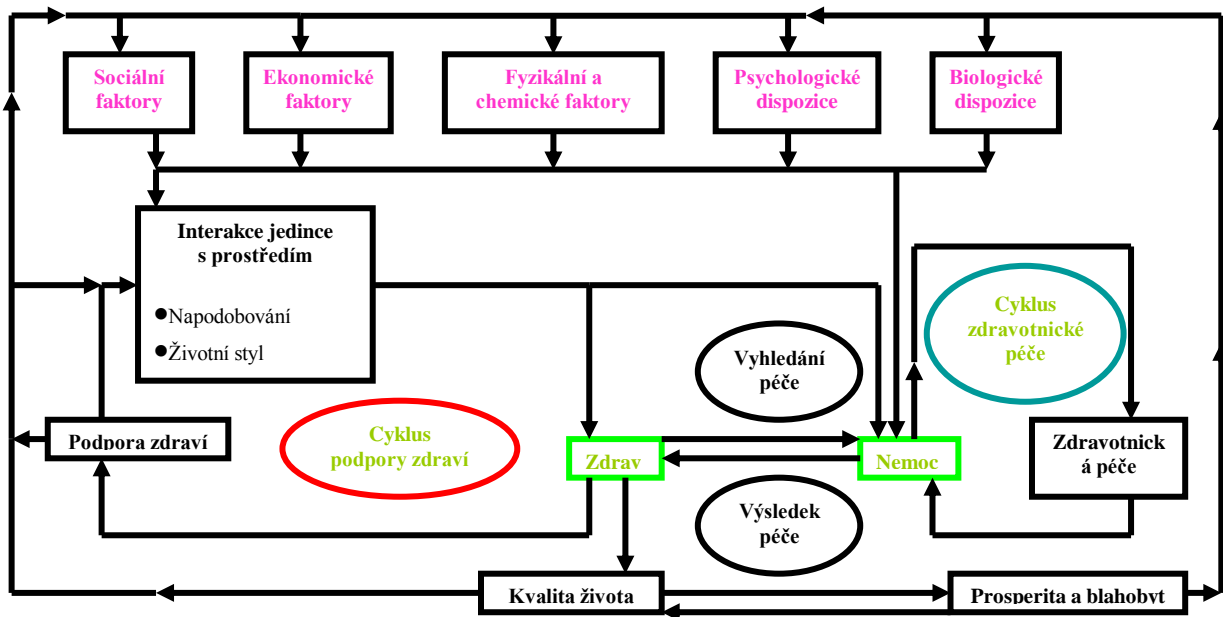 Sociální
faktory
Ekonomické
faktory
Fyzikální a
chemické faktory
Psychologické
dispozice
Biologické
dispozice
Interakce jedince
s prostředím
●Napodobování
●Životní styl
Cyklus
zdravotnické
péče
Vyhledání
péče
Podpora zdraví
Cyklus
podpory zdraví
Zdrav
Nemoc
Zdravotnick
á péče
Výsledek
péče
Kvalita života
Prosperita a blahobyt